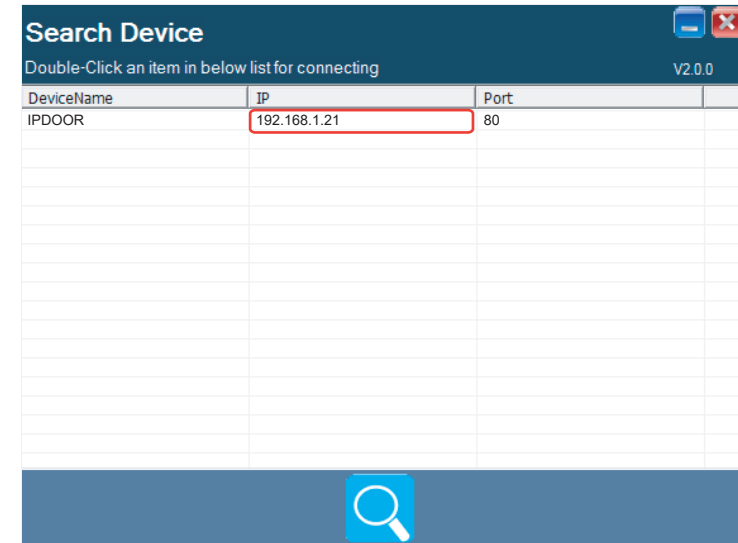 Search Device
Double-Click an item in below list for connecting V2.0.0
DeviceName IP Port
IPDOOR 192.168.1.21 80